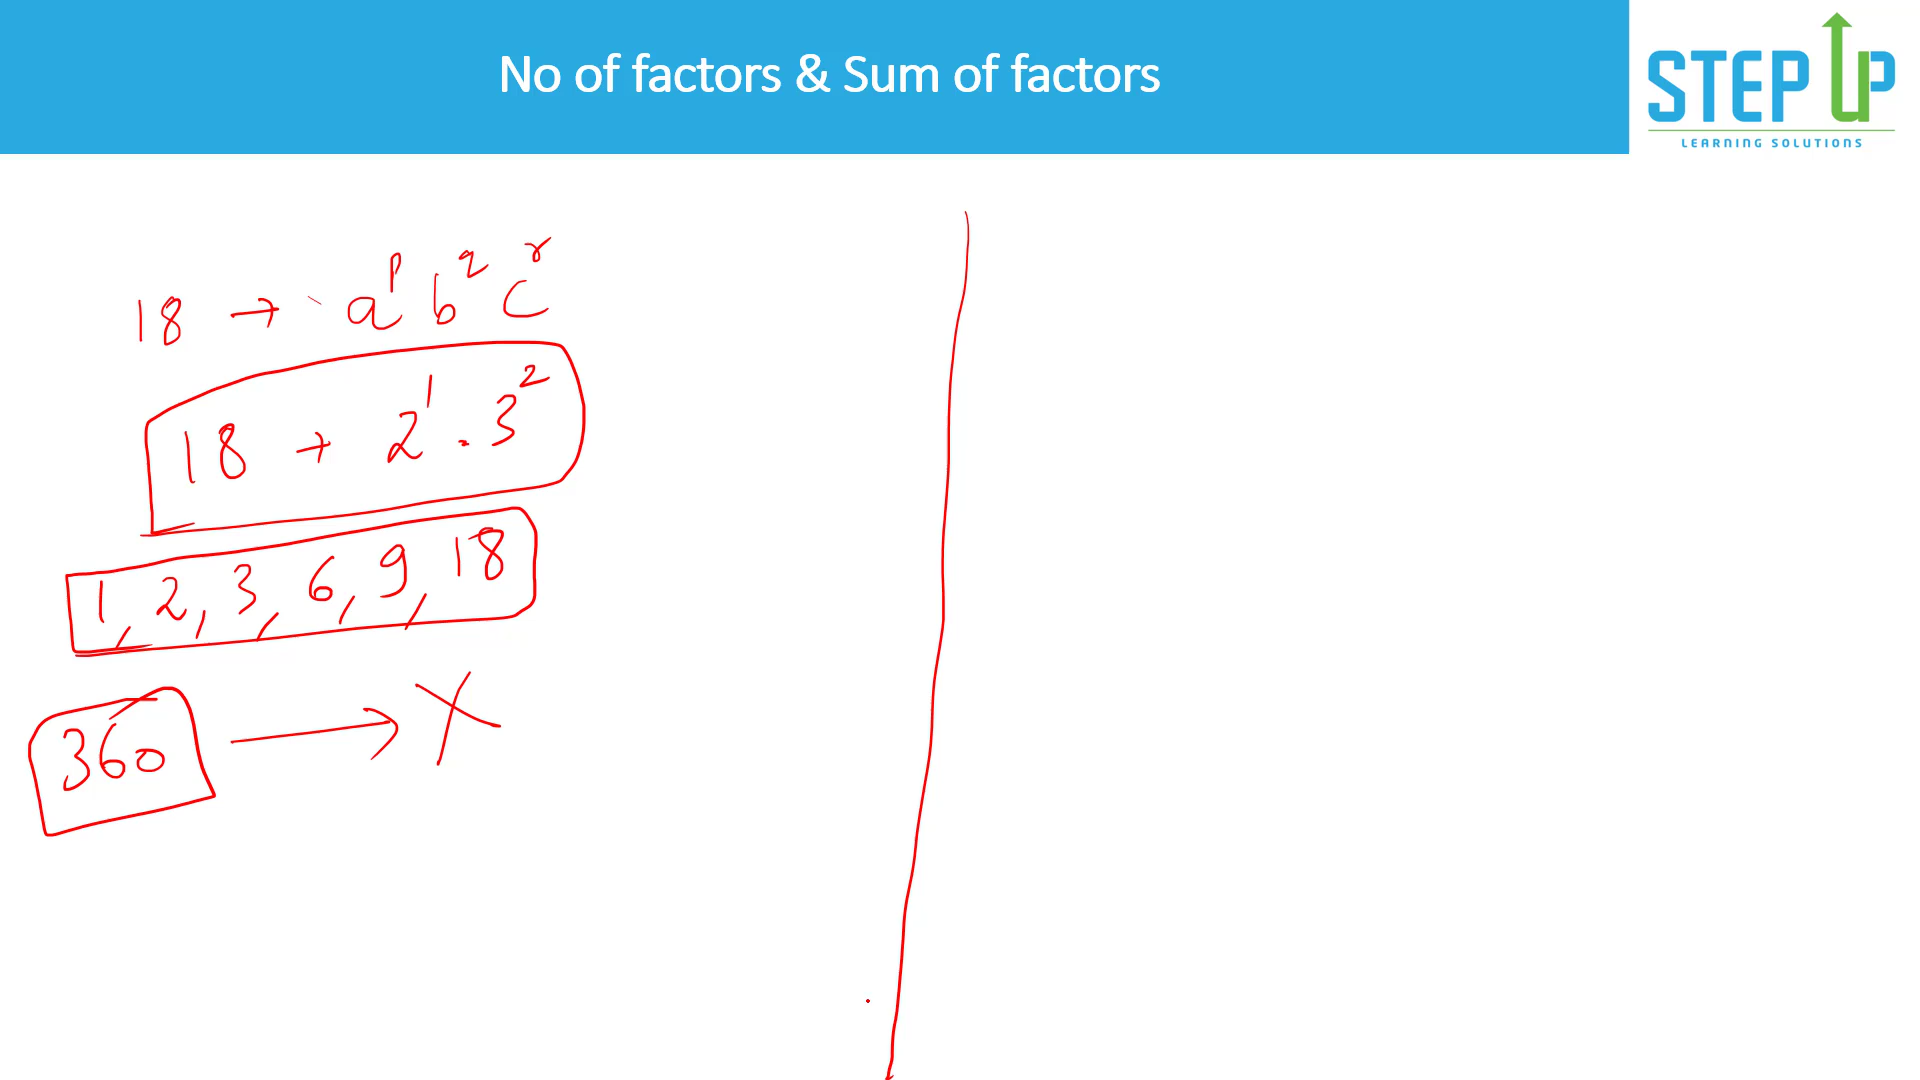 No of factors & Sum of factors
STEP UP
LEARNING SOLUTIONS
18 → a^p b^q c^r
18 → 2^1 . 3^2
1, 2, 3, 6, 9, 18
360 → X